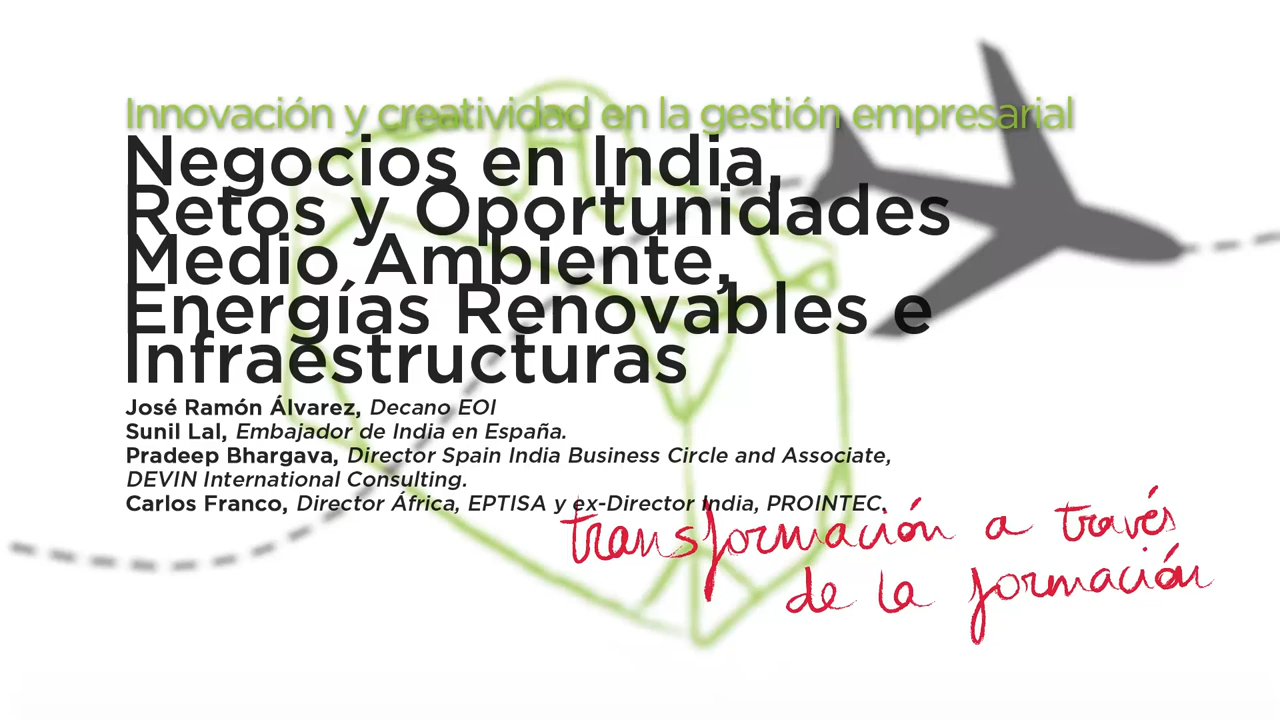 Innovación y creatividad en la gestión empresarial
Negocios en India,
Retos y Oportunidades
Medio Ambiente,
Energías Renovables e
Infraestructuras
José Ramón Álvarez, Decano EOI
Sunil Lal, Embajador de India en España.
Pradeep Bhargava, Director Spain India Business Circle and Associate,
DEVIN International Consulting.
Carlos Franco, Director África, EPTISA y ex-Director India, PROINTEC.
transformación a través
de la formación